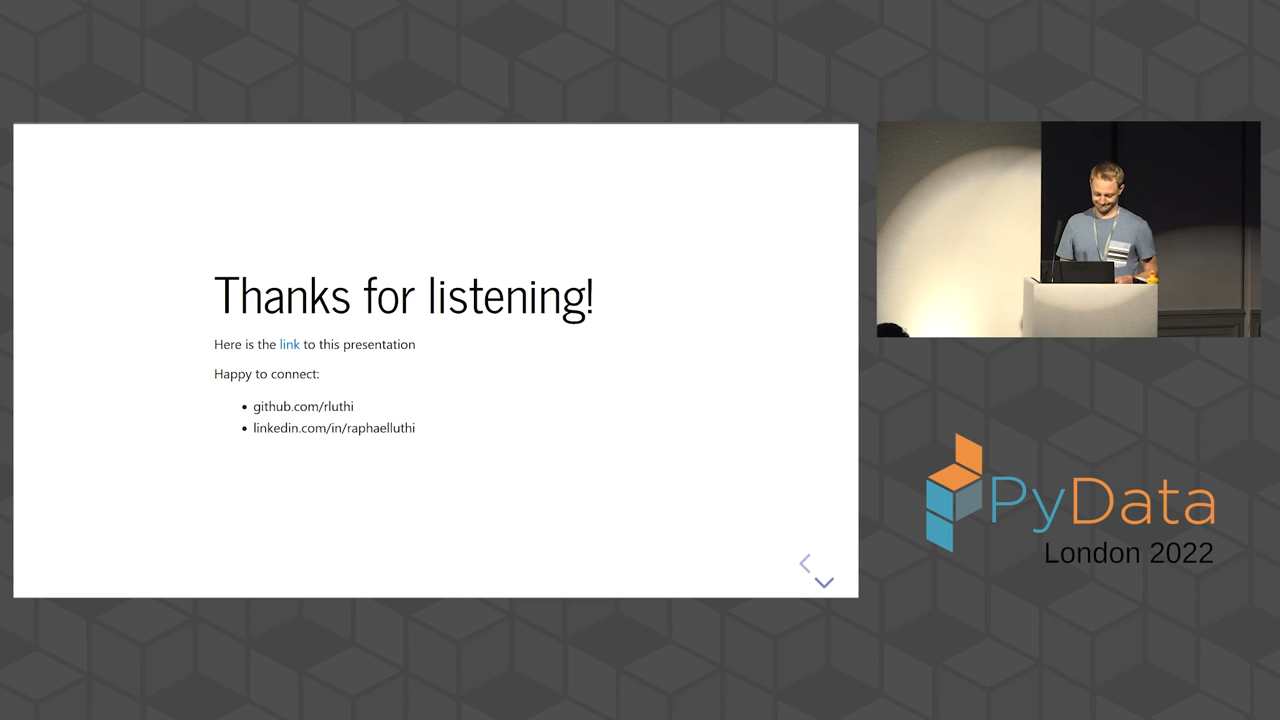 Thanks for listening!
Here is the link to this presentation
Happy to connect:
github.com/rluthi
linkedin.com/in/raphaelluthi
PyData
London 2022